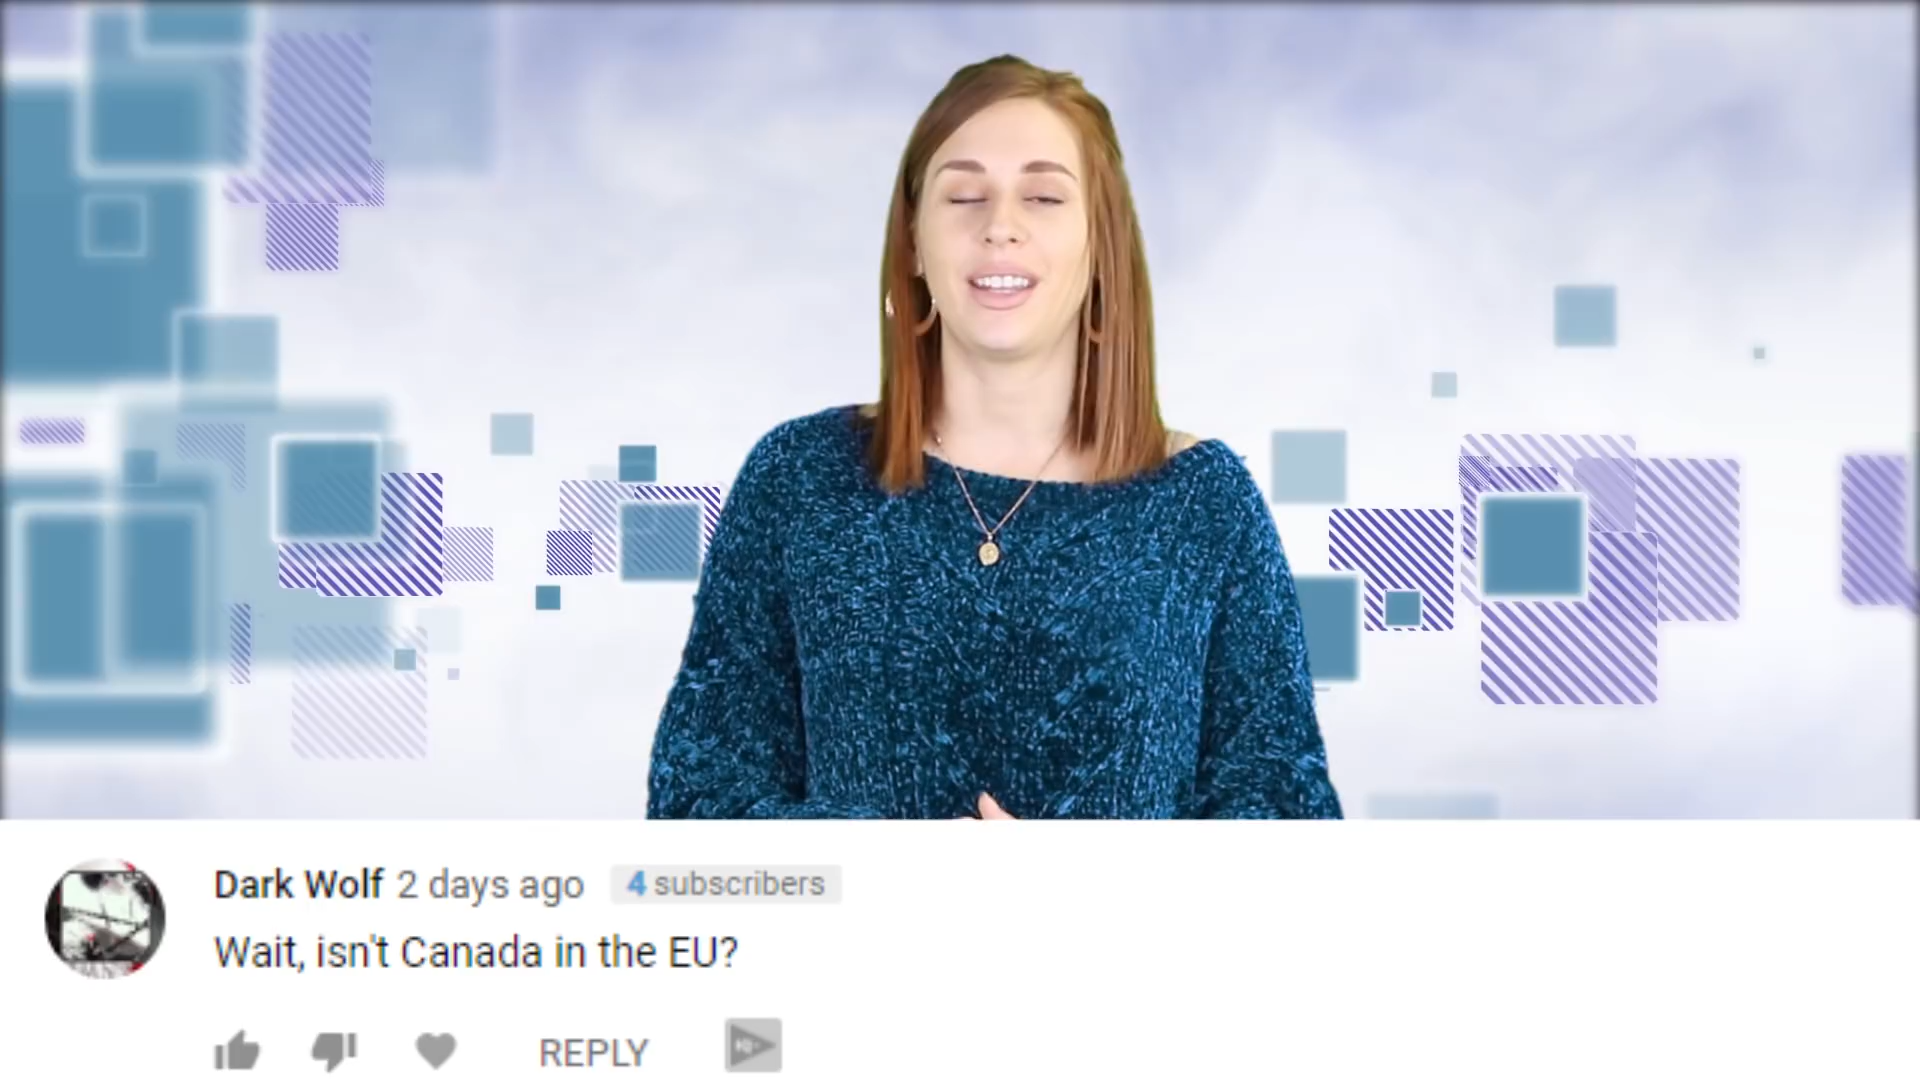 Dark Wolf 2 days ago 4 subscribers
Wait, isn't Canada in the EU?
REPLY